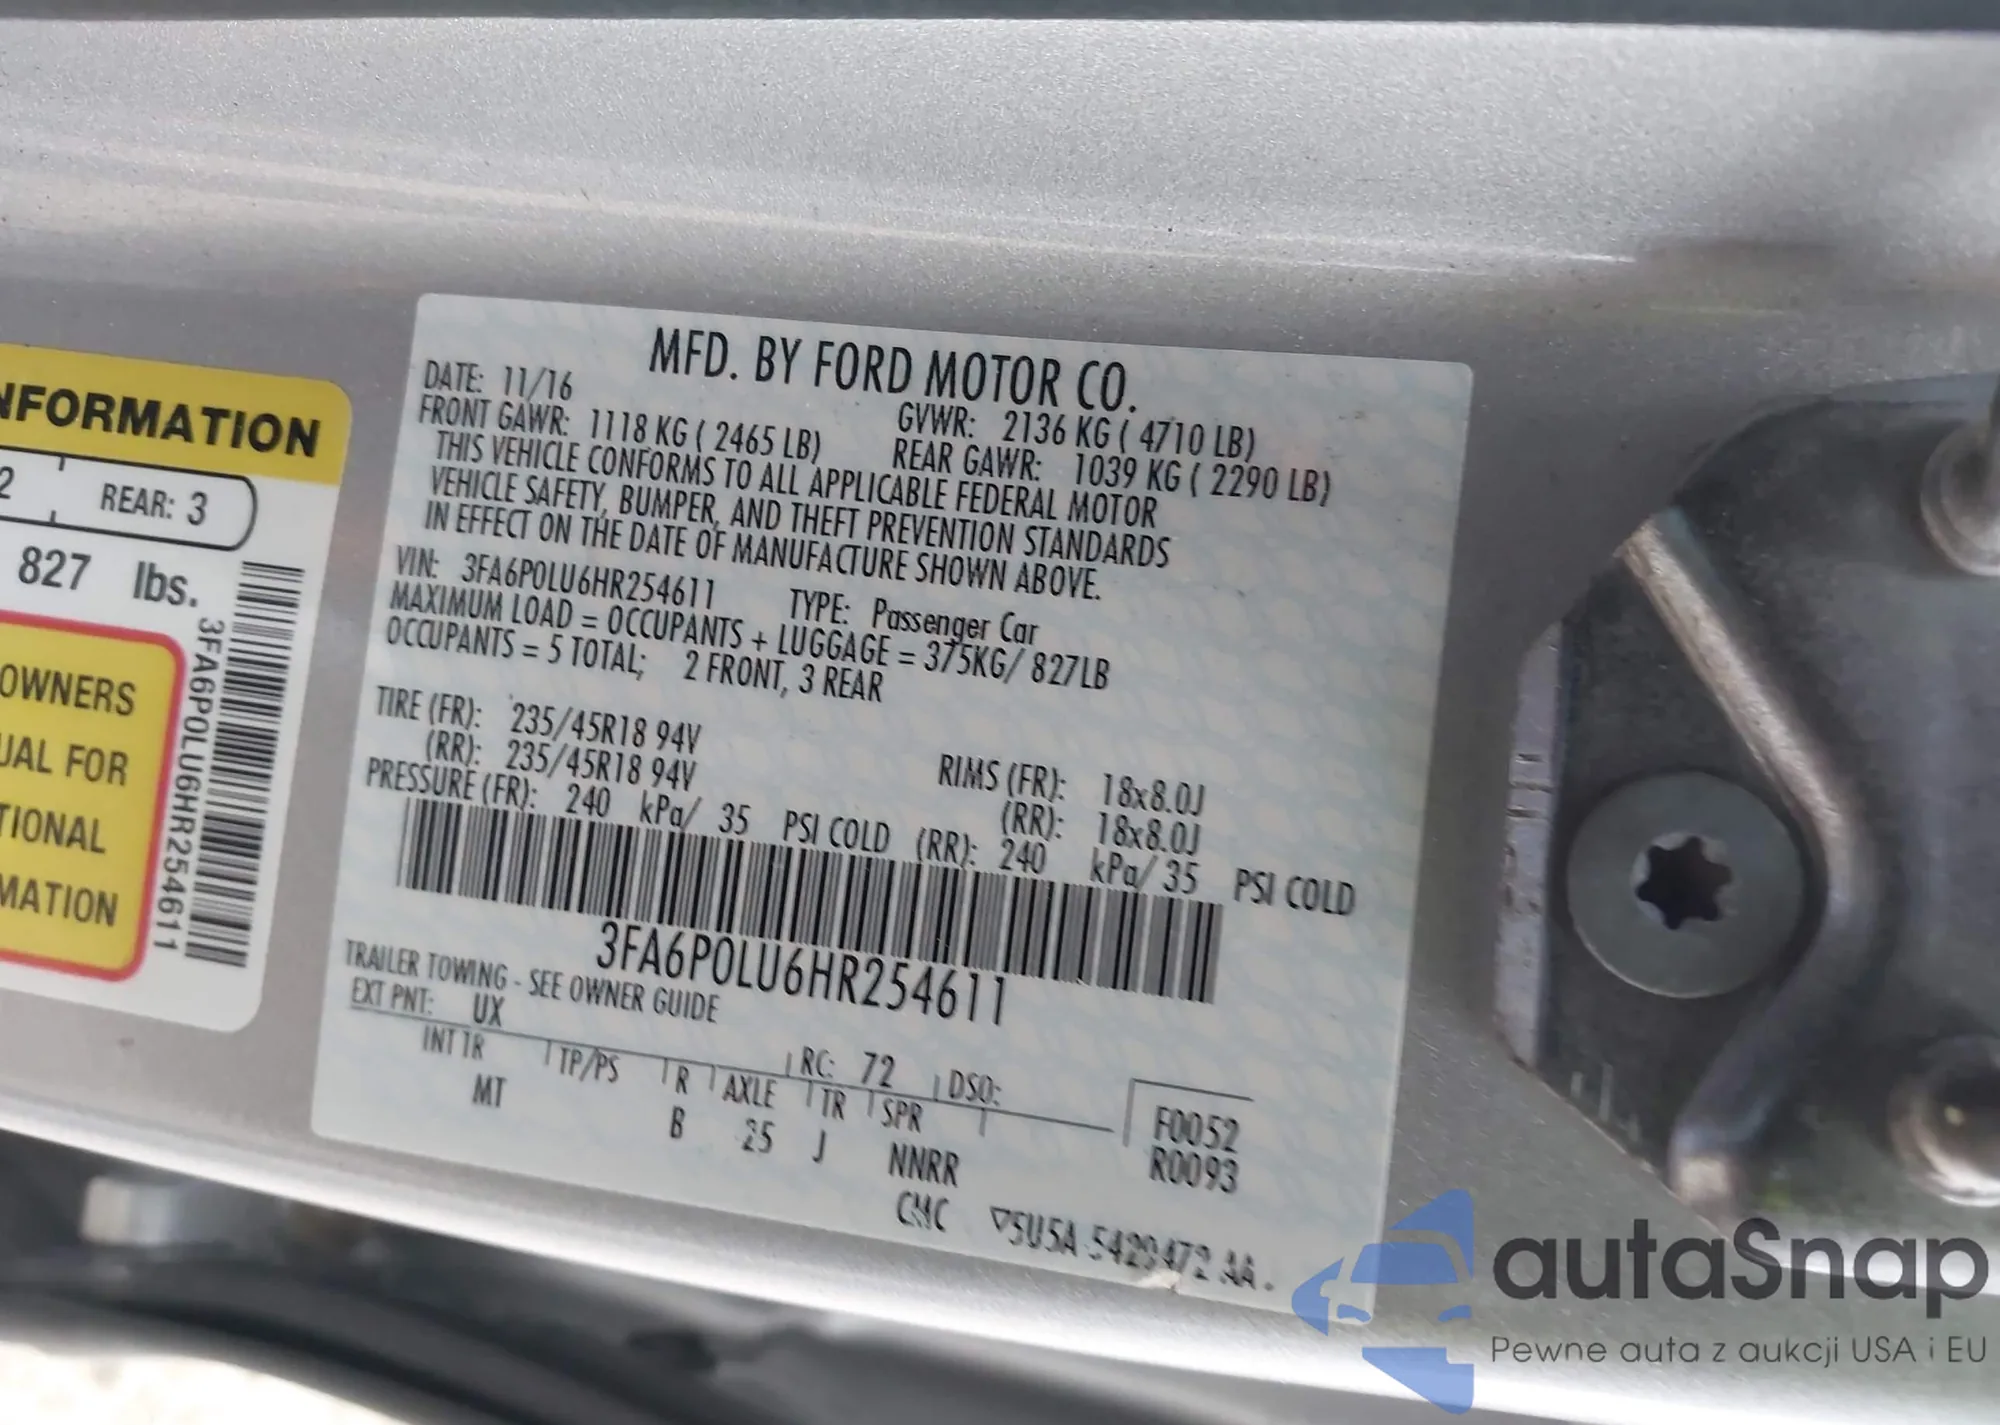 NFORMATION
2 REAR: 3
827 lbs.
OWNERS
UAL FOR
TIONAL
MATION
3FA6P0LU6HR254611
MFD. BY FORD MOTOR CO.
DATE: 11/16 GVWR: 2136 KG ( 4710 LB)
FRONT GAWR: 1118 KG ( 2465 LB) REAR GAWR: 1039 KG ( 2290 LB)
THIS VEHICLE CONFORMS TO ALL APPLICABLE FEDERAL MOTOR
VEHICLE SAFETY, BUMPER, AND THEFT PREVENTION STANDARDS
IN EFFECT ON THE DATE OF MANUFACTURE SHOWN ABOVE.
VIN: 3FA6P0LU6HR254611 TYPE: Passenger Car
MAXIMUM LOAD = OCCUPANTS + LUGGAGE = 375KG/ 827LB
OCCUPANTS = 5 TOTAL; 2 FRONT, 3 REAR
TIRE (FR): 235/45R18 94V RIMS (FR): 18x8.0J
(RR): 235/45R18 94V (RR): 18x8.0J
PRESSURE (FR): 240 kPa/ 35 PSI COLD (RR): 240 kPa/ 35 PSI COLD
3FA6P0LU6HR254611
TRAILER TOWING - SEE OWNER GUIDE
EXT PNT: UX RC: 72 DSO:
INT TR TP/PS R AXLE TR SPR F0052
MT B 25 J NNRR R0093
CMC ▽5U5A 5429472 AA
autaSnap
Pewne auta z aukcji USA i EU